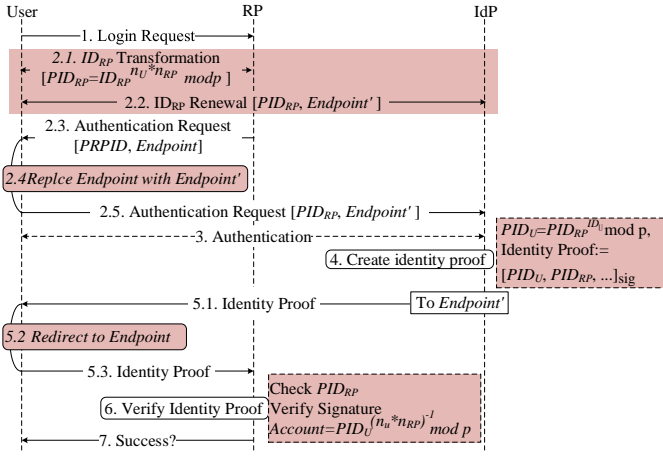 User RP IdP
1. Login Request
2.1. ID_RP Transformation
[PID_RP=ID_RP^n_U*n_RP modp ]
2.2. ID_RP Renewal [PID_RP, Endpoint' ]
2.3. Authentication Request
[PRPID, Endpoint]
2.4Replce Endpoint with Endpoint'
2.5. Authentication Request [PID_RP, Endpoint' ]
3. Authentication
PID_U=PID_RP^ID_U mod p,
Identity Proof:=
[PID_U, PID_RP, ...]sig
4. Create identity proof
5.1. Identity Proof
To Endpoint'
5.2 Redirect to Endpoint
5.3. Identity Proof
6. Verify Identity Proof
Check PID_RP
Verify Signature
Account=PID_U^(n_u*n_RP)^-1 mod p
7. Success?